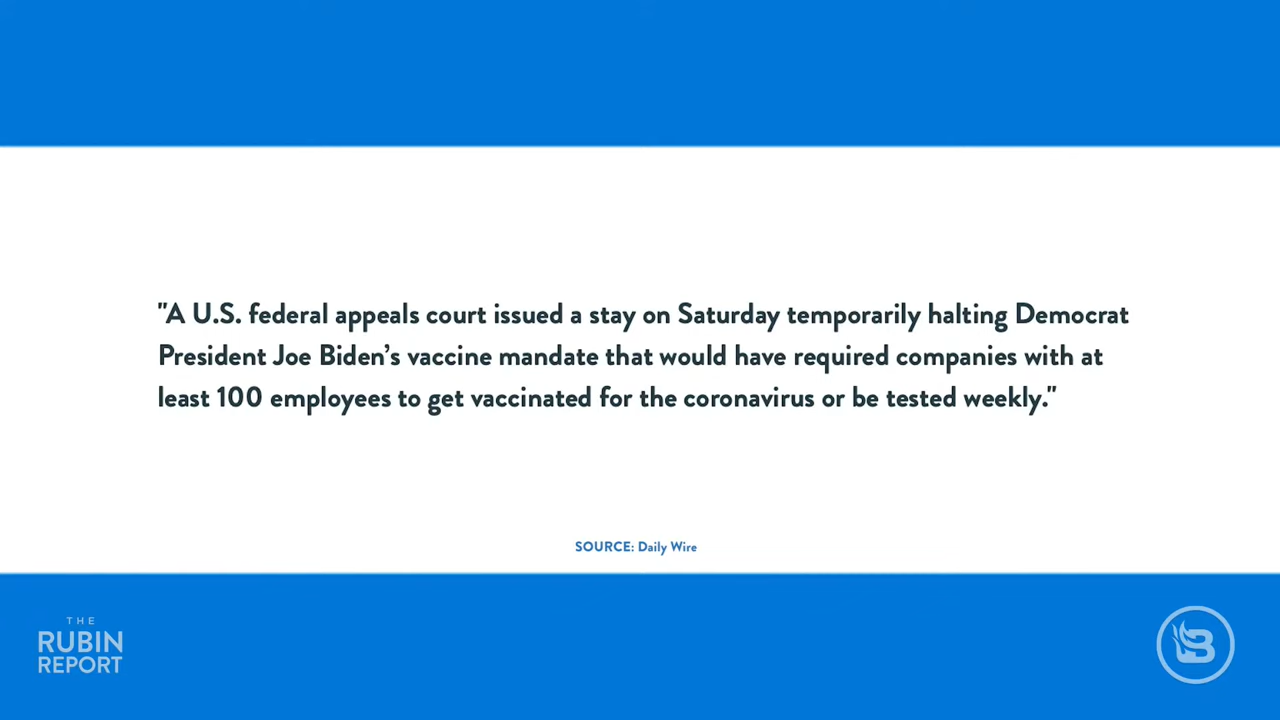 "A U.S. federal appeals court issued a stay on Saturday temporarily halting Democrat
President Joe Biden’s vaccine mandate that would have required companies with at
least 100 employees to get vaccinated for the coronavirus or be tested weekly."
SOURCE: Daily Wire
THE
RUBIN
REPORT
B